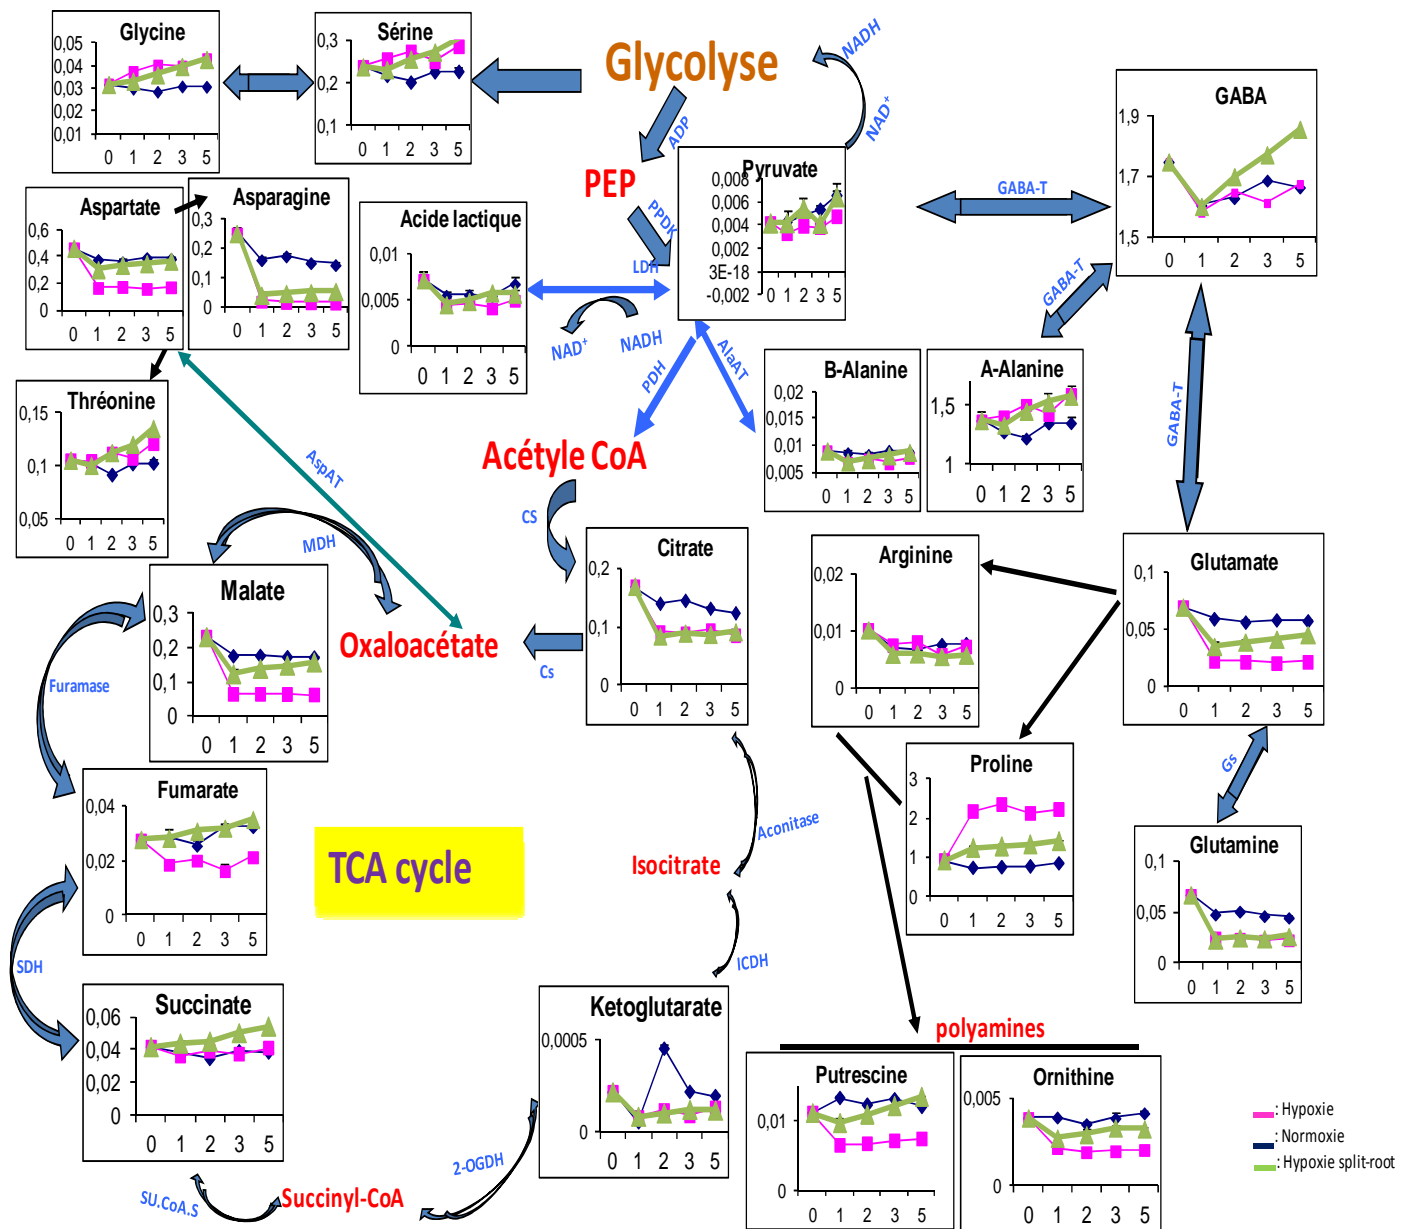 Glycolyse
NADH
NAD⁺
ADP
PEP
PPDK
Glycine
0,05
0,04
0,03
0,03
0,02
0,01
0 1 2 3 5
Sérine
0,3
0,2
0,1
0 1 2 3 5
GABA
1,9
1,7
1,5
0 1 2 3 5
GABA-T
Pyruvate
0,008
0,006
0,004
0,002
3E-18
-0,002
0 1 2 3 5
Aspartate
0,6
0,4
0,2
0
0 1 2 3 5
Asparagine
0,3
0,2
0,1
0
0 1 2 3 5
Acide lactique
0,01
0,005
0
0 1 2 3 5
LDH
NAD⁺
NADH
GABA-T
PDH
AlaAT
B-Alanine
0,02
0,015
0,01
0,005
0 1 2 3 5
A-Alanine
1,5
1
0 1 2 3 5
GABA-T
Thréonine
0,15
0,1
0,05
0 1 2 3 5
AspAT
Acétyle CoA
CS
MDH
Citrate
0,2
0,1
0
0 1 2 3 5
Arginine
0,02
0,01
0
0 1 2 3 5
Glutamate
0,1
0,05
0
0 1 2 3 5
Malate
0,3
0,2
0,1
0
0 1 2 3 5
Oxaloacétate
Cs
Furamase
Gs
Fumarate
0,04
0,02
0
0 1 2 3 5
TCA cycle
Aconitase
Isocitrate
Proline
3
2
1
0
0 1 2 3 5
Glutamine
0,1
0,05
0
0 1 2 3 5
SDH
ICDH
Succinate
0,06
0,04
0,02
0
0 1 2 3 5
Ketoglutarate
0,0005
0
0 1 2 3 5
polyamines
Putrescine
0,01
0
0 1 2 3 5
Ornithine
0,005
0
0 1 2 3 5
2-OGDH
SU.CoA.S
Succinyl-CoA
: Hypoxie
: Normoxie
: Hypoxie split-root